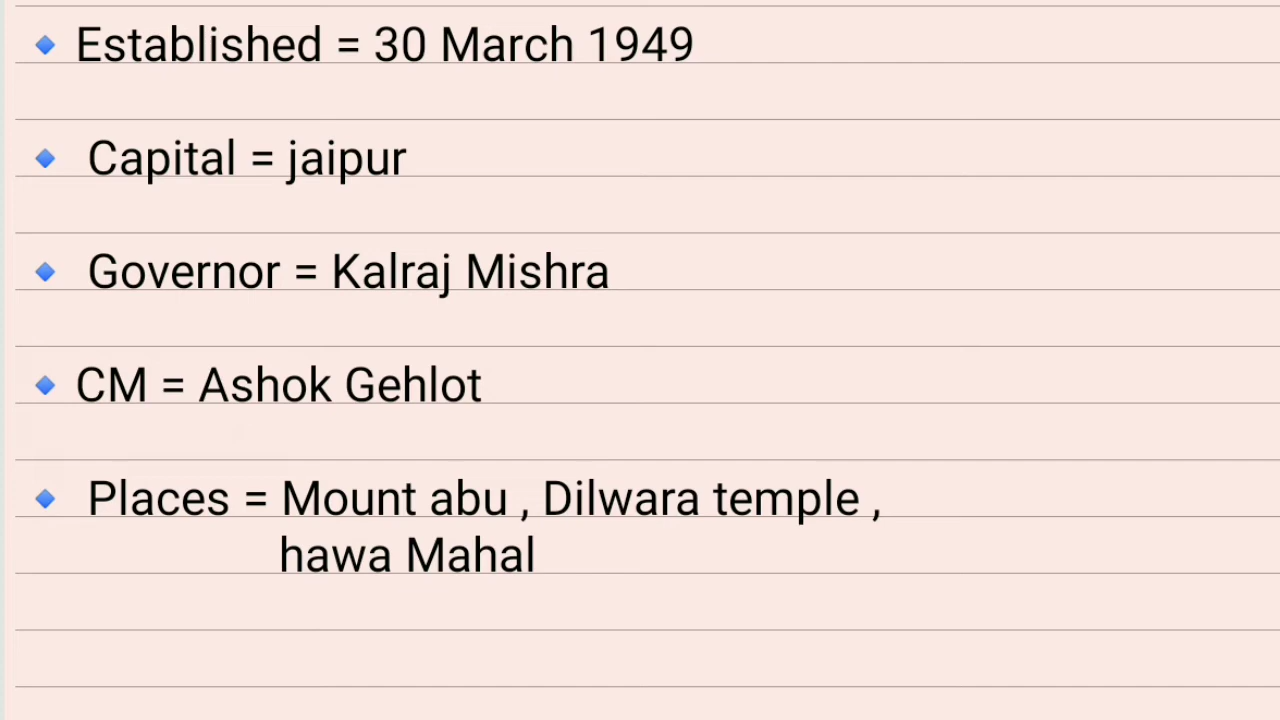 🔹 Established = 30 March 1949
🔹 Capital = jaipur
🔹 Governor = Kalraj Mishra
🔹 CM = Ashok Gehlot
🔹 Places = Mount abu , Dilwara temple ,
hawa Mahal